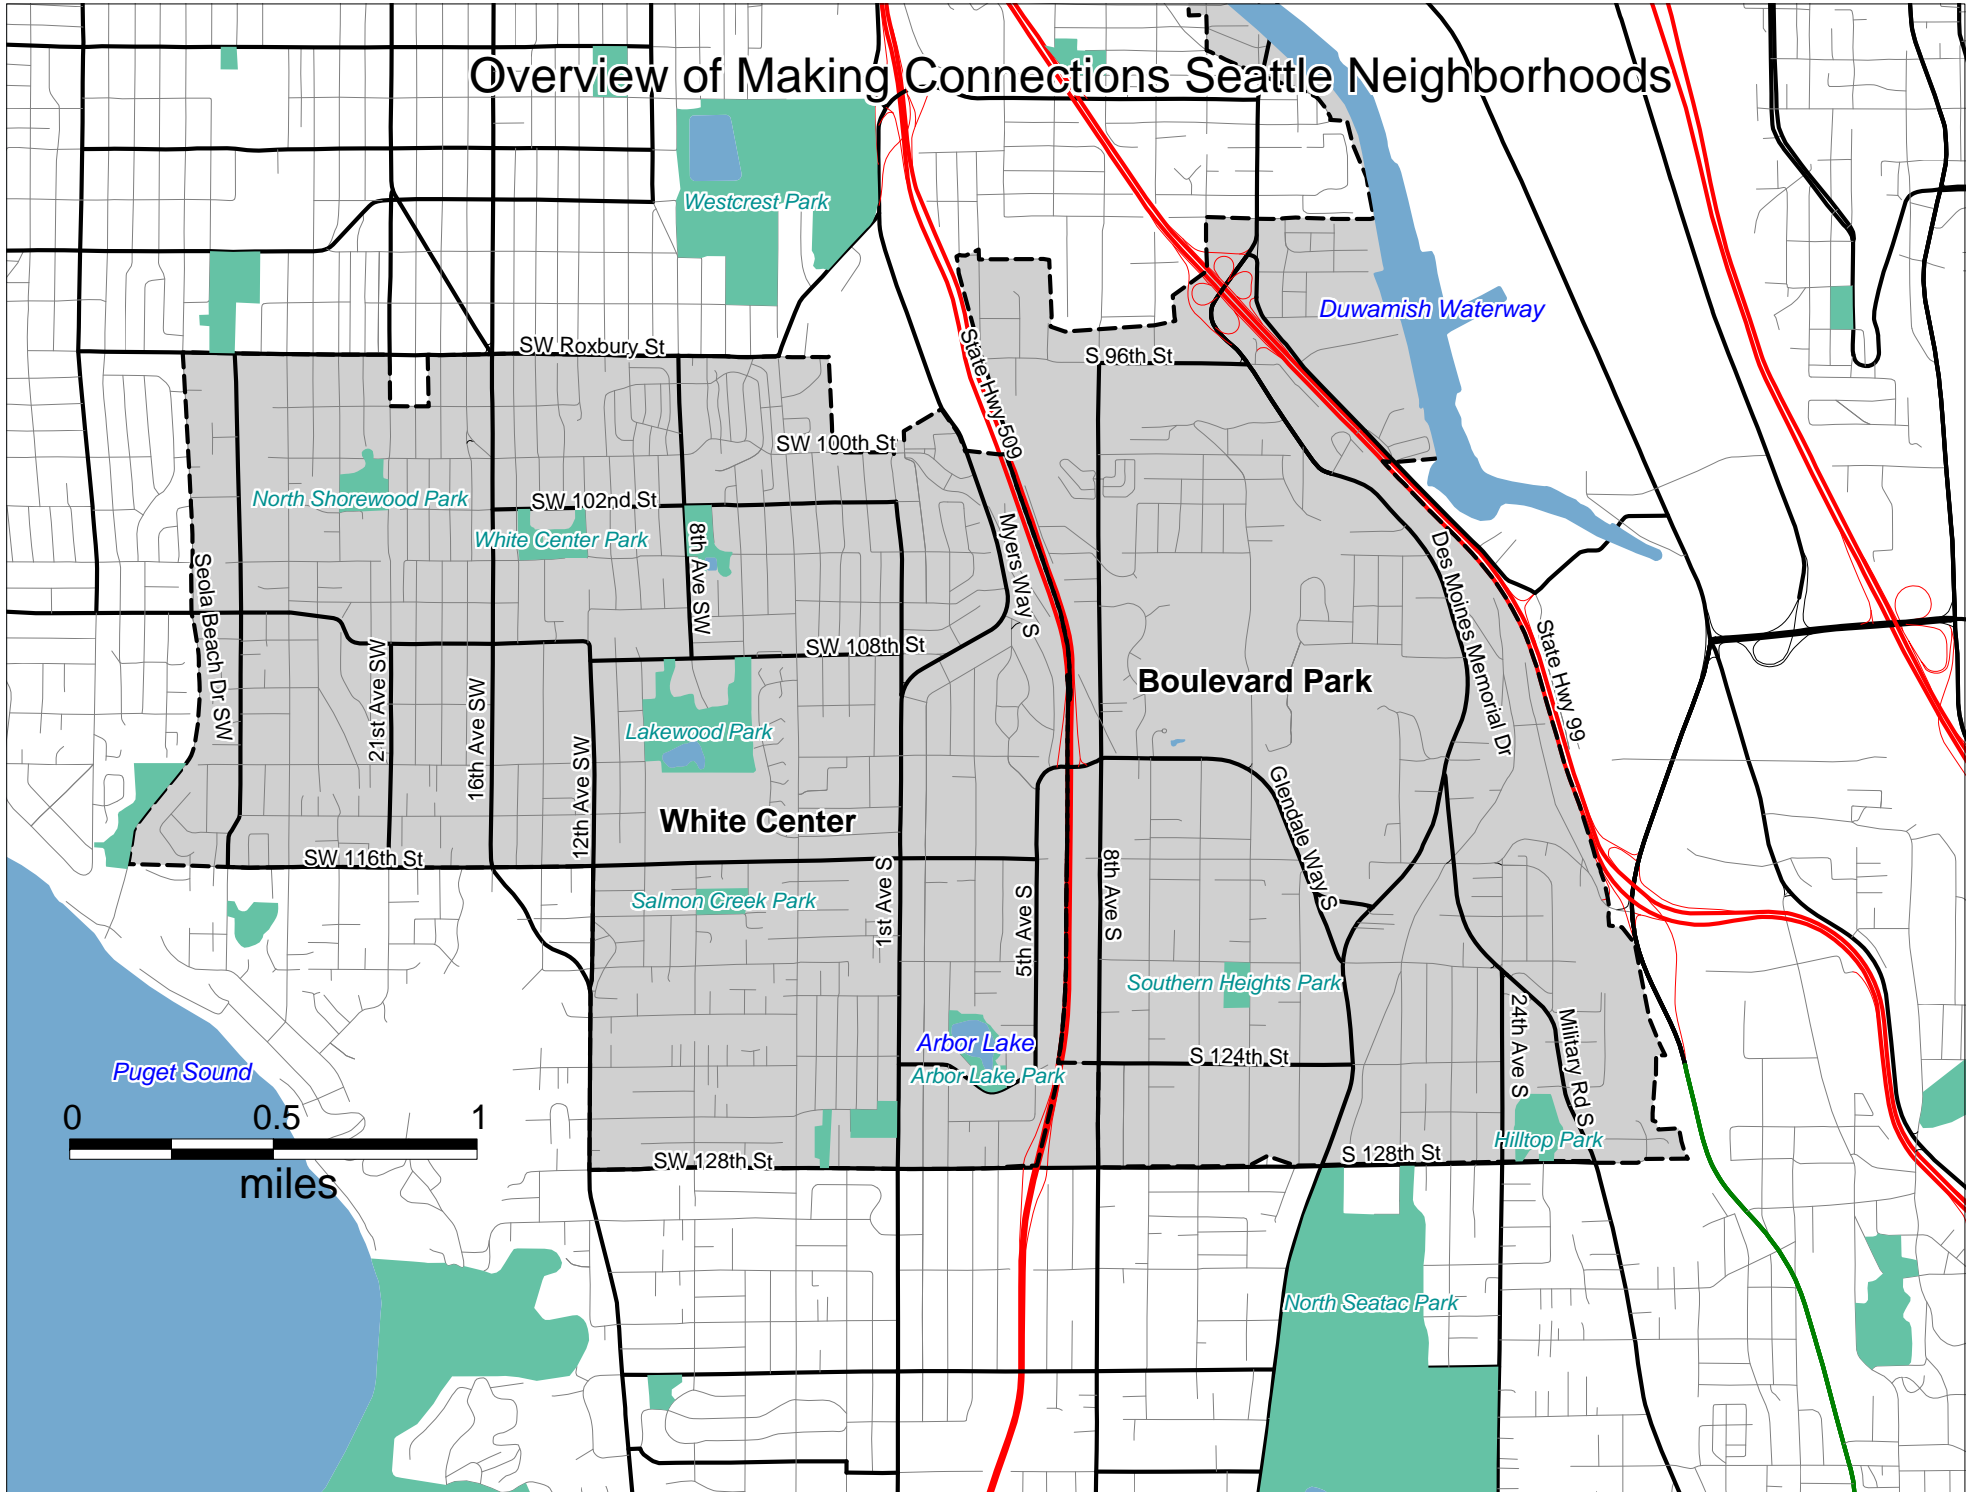 Overview of Making Connections Seattle Neighborhoods
Westcrest Park
Duwamish Waterway
SW Roxbury St
State Hwy 509
S 96th St
SW 100th St
North Shorewood Park
SW 102nd St
White Center Park
8th Ave SW
Myers Way S
Des Moines Memorial Dr
Seola Beach Dr SW
SW 108th St
State Hwy 99
21st Ave SW
16th Ave SW
12th Ave SW
Boulevard Park
Lakewood Park
Glendale Way S
White Center
SW 116th St
1st Ave S
8th Ave S
5th Ave S
Salmon Creek Park
Southern Heights Park
24th Ave S
Military Rd S
Arbor Lake
S 124th St
Arbor Lake Park
Puget Sound
0 0.5 1
miles
Hilltop Park
SW 128th St
S 128th St
North Seatac Park